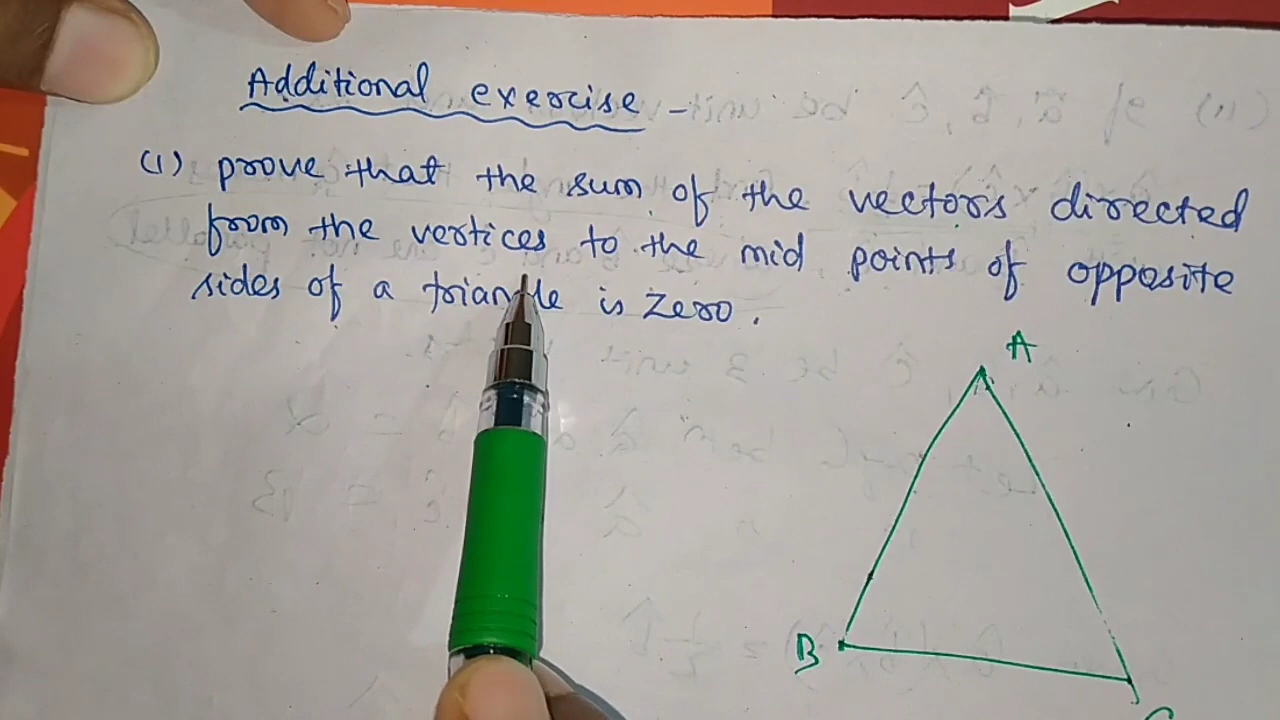 Additional exercise -
(1) prove that the sum of the vectors directed
from the vertices to the mid points of opposite
sides of a triangle is zero.
A
B
C